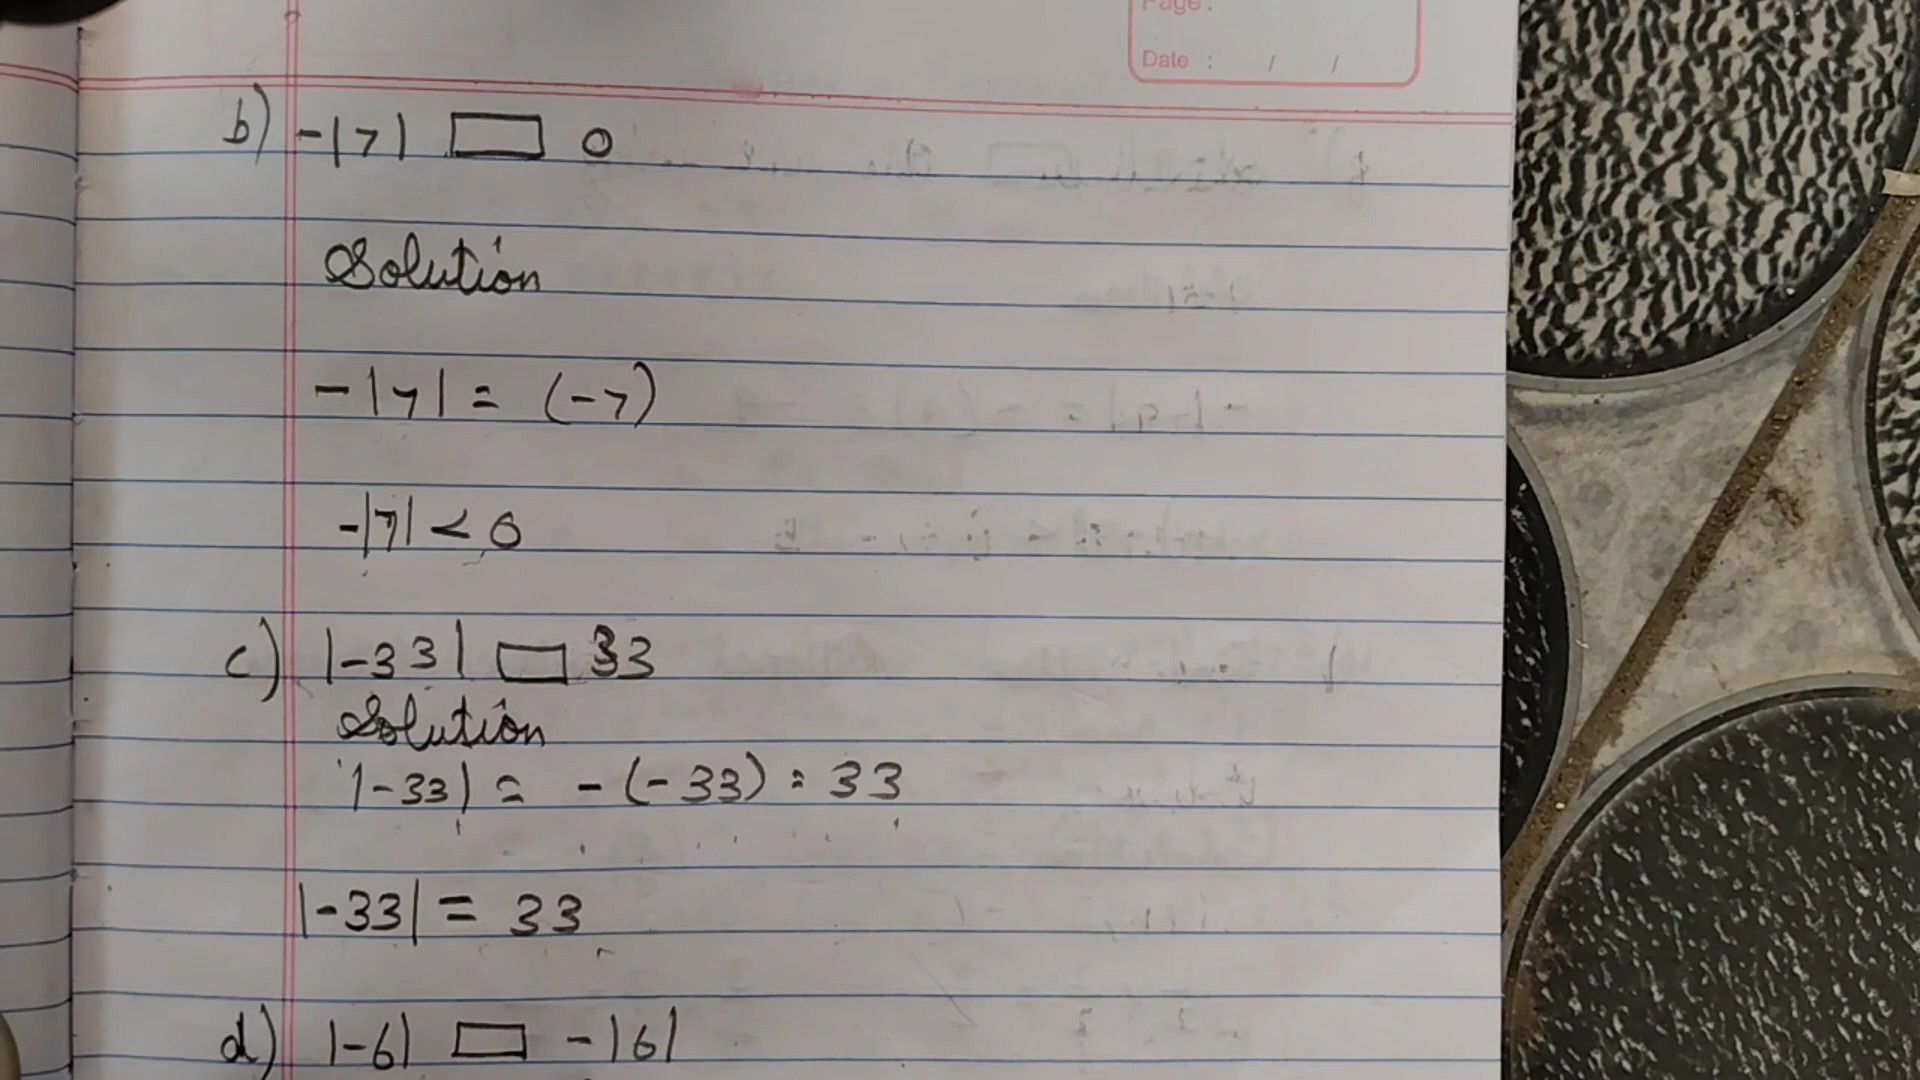 Page :
Date : / /
b) -|7| ▭ 0
Solution
-|7| = (-7)
-|7| < 0
c) |-33| ▭ 33
Solution
|-33| = -(-33) = 33
|-33| = 33
d) |-6| ▭ -|6|